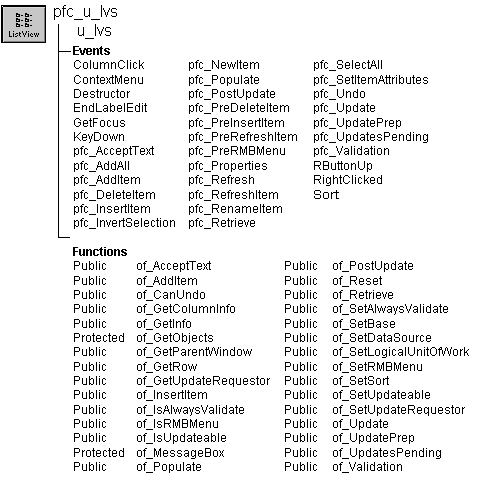 ListView
pfc_u_lvs
u_lvs
Events
ColumnClick pfc_NewItem pfc_SelectAll
ContextMenu pfc_Populate pfc_SetItemAttributes
Destructor pfc_PostUpdate pfc_Undo
EndLabelEdit pfc_PreDeleteItem pfc_Update
GetFocus pfc_PreInsertItem pfc_UpdatePrep
KeyDown pfc_PreRefreshItem pfc_UpdatesPending
pfc_AcceptText pfc_PreRMBMenu pfc_Validation
pfc_AddAll pfc_Properties RButtonUp
pfc_AddItem pfc_Refresh RightClicked
pfc_DeleteItem pfc_RefreshItem Sort
pfc_InsertItem pfc_RenameItem
pfc_InvertSelection pfc_Retrieve
Functions
Public of_AcceptText Public of_PostUpdate
Public of_AddItem Public of_Reset
Public of_CanUndo Public of_Retrieve
Public of_GetColumnInfo Public of_SetAlwaysValidate
Public of_GetInfo Public of_SetBase
Protected of_GetObjects Public of_SetDataSource
Public of_GetParentWindow Public of_SetLogicalUnitOfWork
Public of_GetRow Public of_SetRMBMenu
Public of_GetUpdateRequestor Public of_SetSort
Public of_InsertItem Public of_SetUpdateable
Public of_IsAlwaysValidate Public of_SetUpdateRequestor
Public of_IsRMBMenu Public of_Update
Public of_IsUpdateable Public of_UpdatePrep
Protected of_MessageBox Public of_UpdatesPending
Public of_Populate Public of_Validation